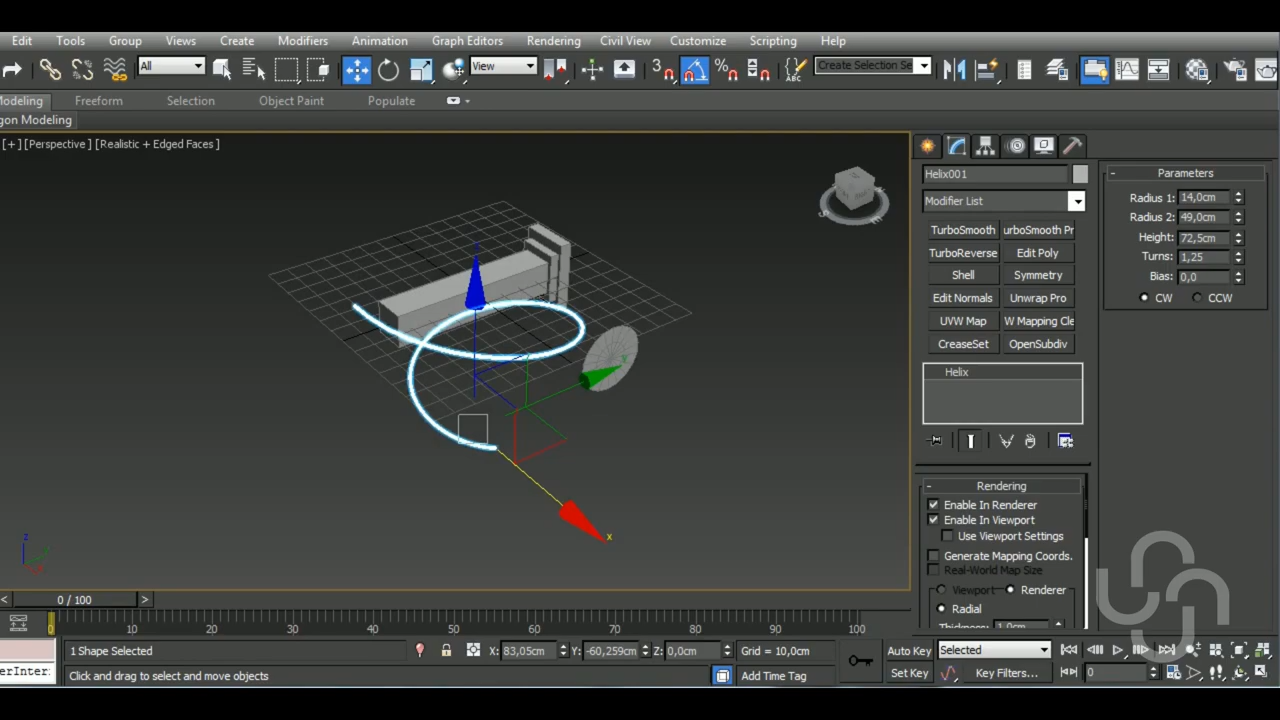 Edit Tools Group Views Create Modifiers Animation Graph Editors Rendering Civil View Customize Scripting Help
All View 3 % ABC Create Selection Se
Modeling Freeform Selection Object Paint Populate
gon Modeling
[+] [Perspective ] [Realistic + Edged Faces ]
Helix001
Modifier List
TurboSmooth urboSmooth Pr
TurboReverse Edit Poly
Shell Symmetry
Edit Normals Unwrap Pro
UVW Map W Mapping Cle
CreaseSet OpenSubdiv
Helix
- Parameters
Radius 1: 14,0cm
Radius 2: 49,0cm
Height: 72,5cm
Turns: 1,25
Bias: 0,0
CW CCW
- Rendering
Enable In Renderer
Enable In Viewport
Use Viewport Settings
Generate Mapping Coords.
Real-World Map Size
Viewport Renderer
Radial
Thickness: 1,0cm
y
x
z
< 0 / 100 >
0 10 20 30 40 50 60 70 80 90 100
1 Shape Selected X: 83,05cm Y: -60,259cm Z: 0,0cm Grid = 10,0cm Auto Key Selected
erInter: Click and drag to select and move objects Add Time Tag Set Key Key Filters... 0